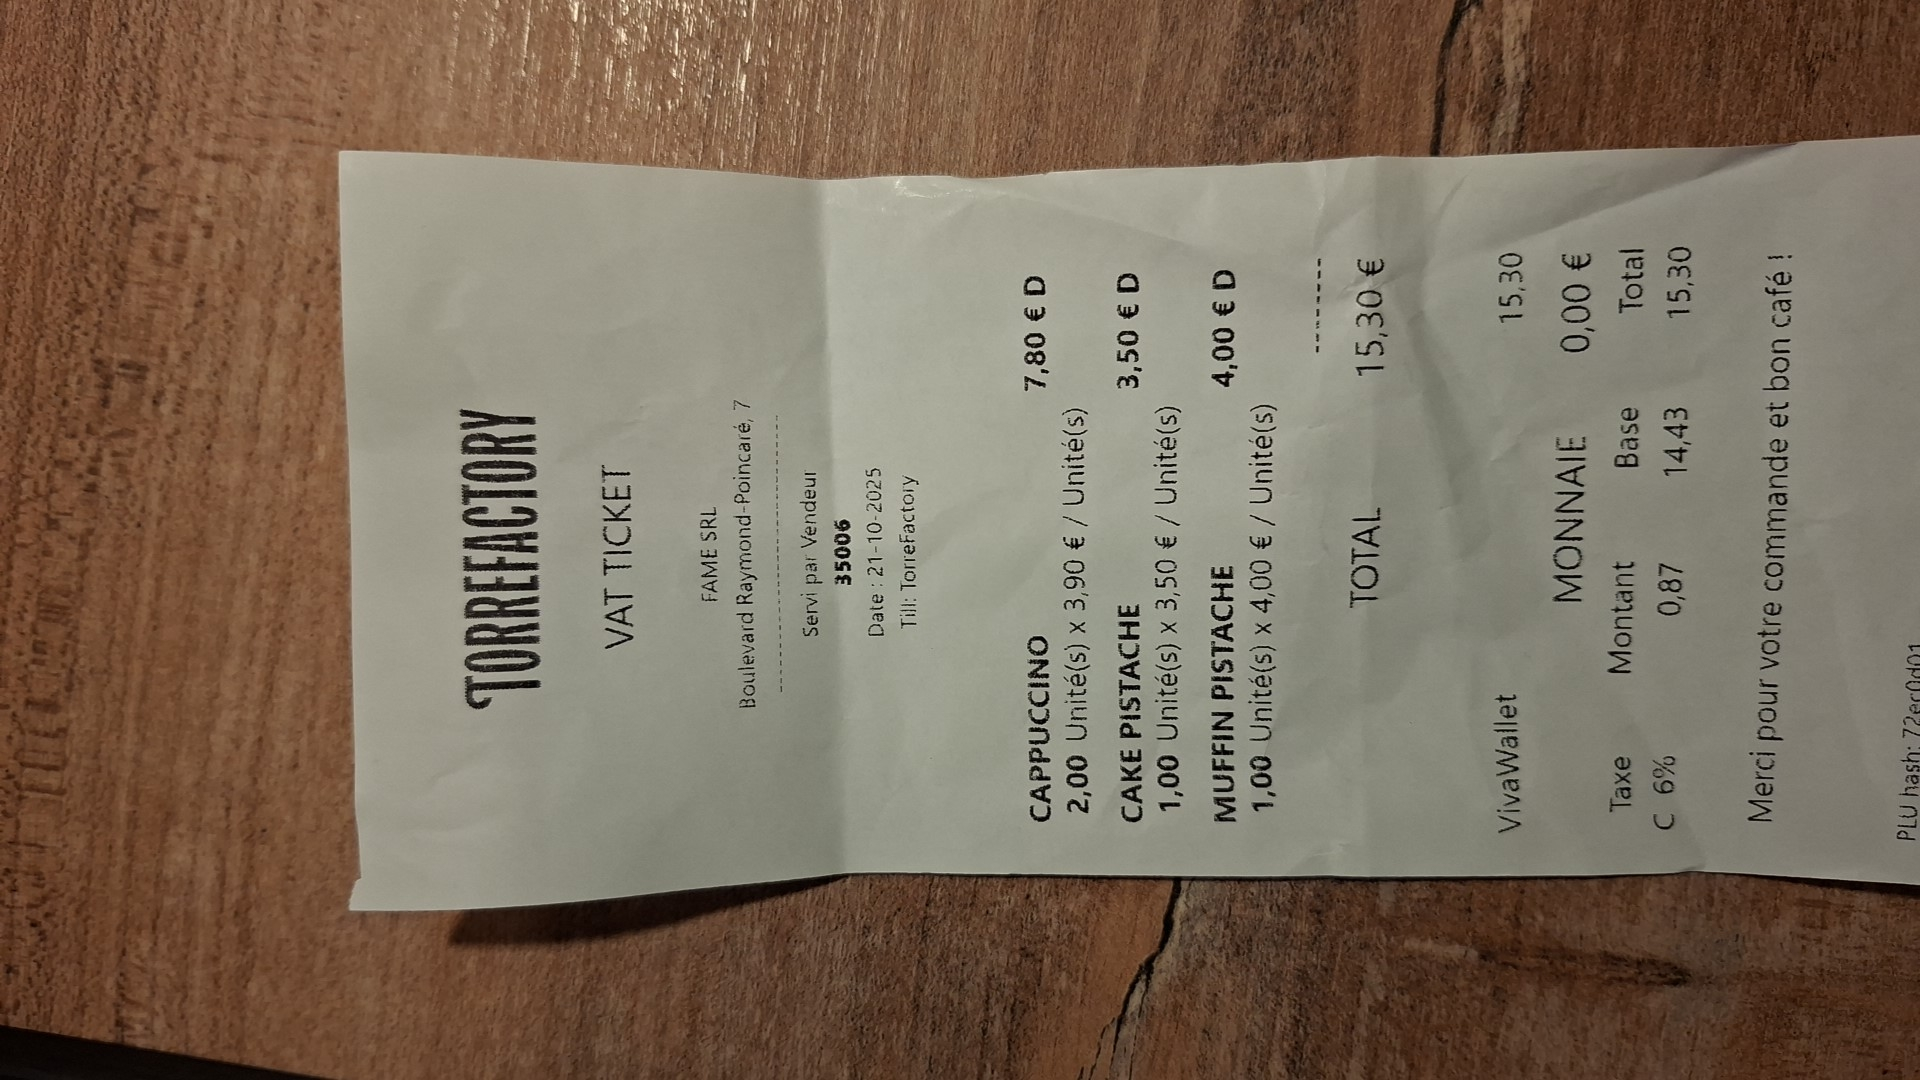 TORREFACTORY
VAT TICKET
FAME SRL
Boulevard Raymond-Poincaré, 7
Servi par Vendeur
35006
Date : 21-10-2025
Till: TorreFactory
CAPPUCCINO 7,80 € D
2,00 Unité(s) x 3,90 € / Unité(s)
CAKE PISTACHE 3,50 € D
1,00 Unité(s) x 3,50 € / Unité(s)
MUFFIN PISTACHE 4,00 € D
1,00 Unité(s) x 4,00 € / Unité(s)
--------
TOTAL 15,30 €
VivaWallet 15,30
MONNAIE 0,00 €
Taxe Montant Base Total
C 6% 0,87 14,43 15,30
Merci pour votre commande et bon café !
PLU hash: